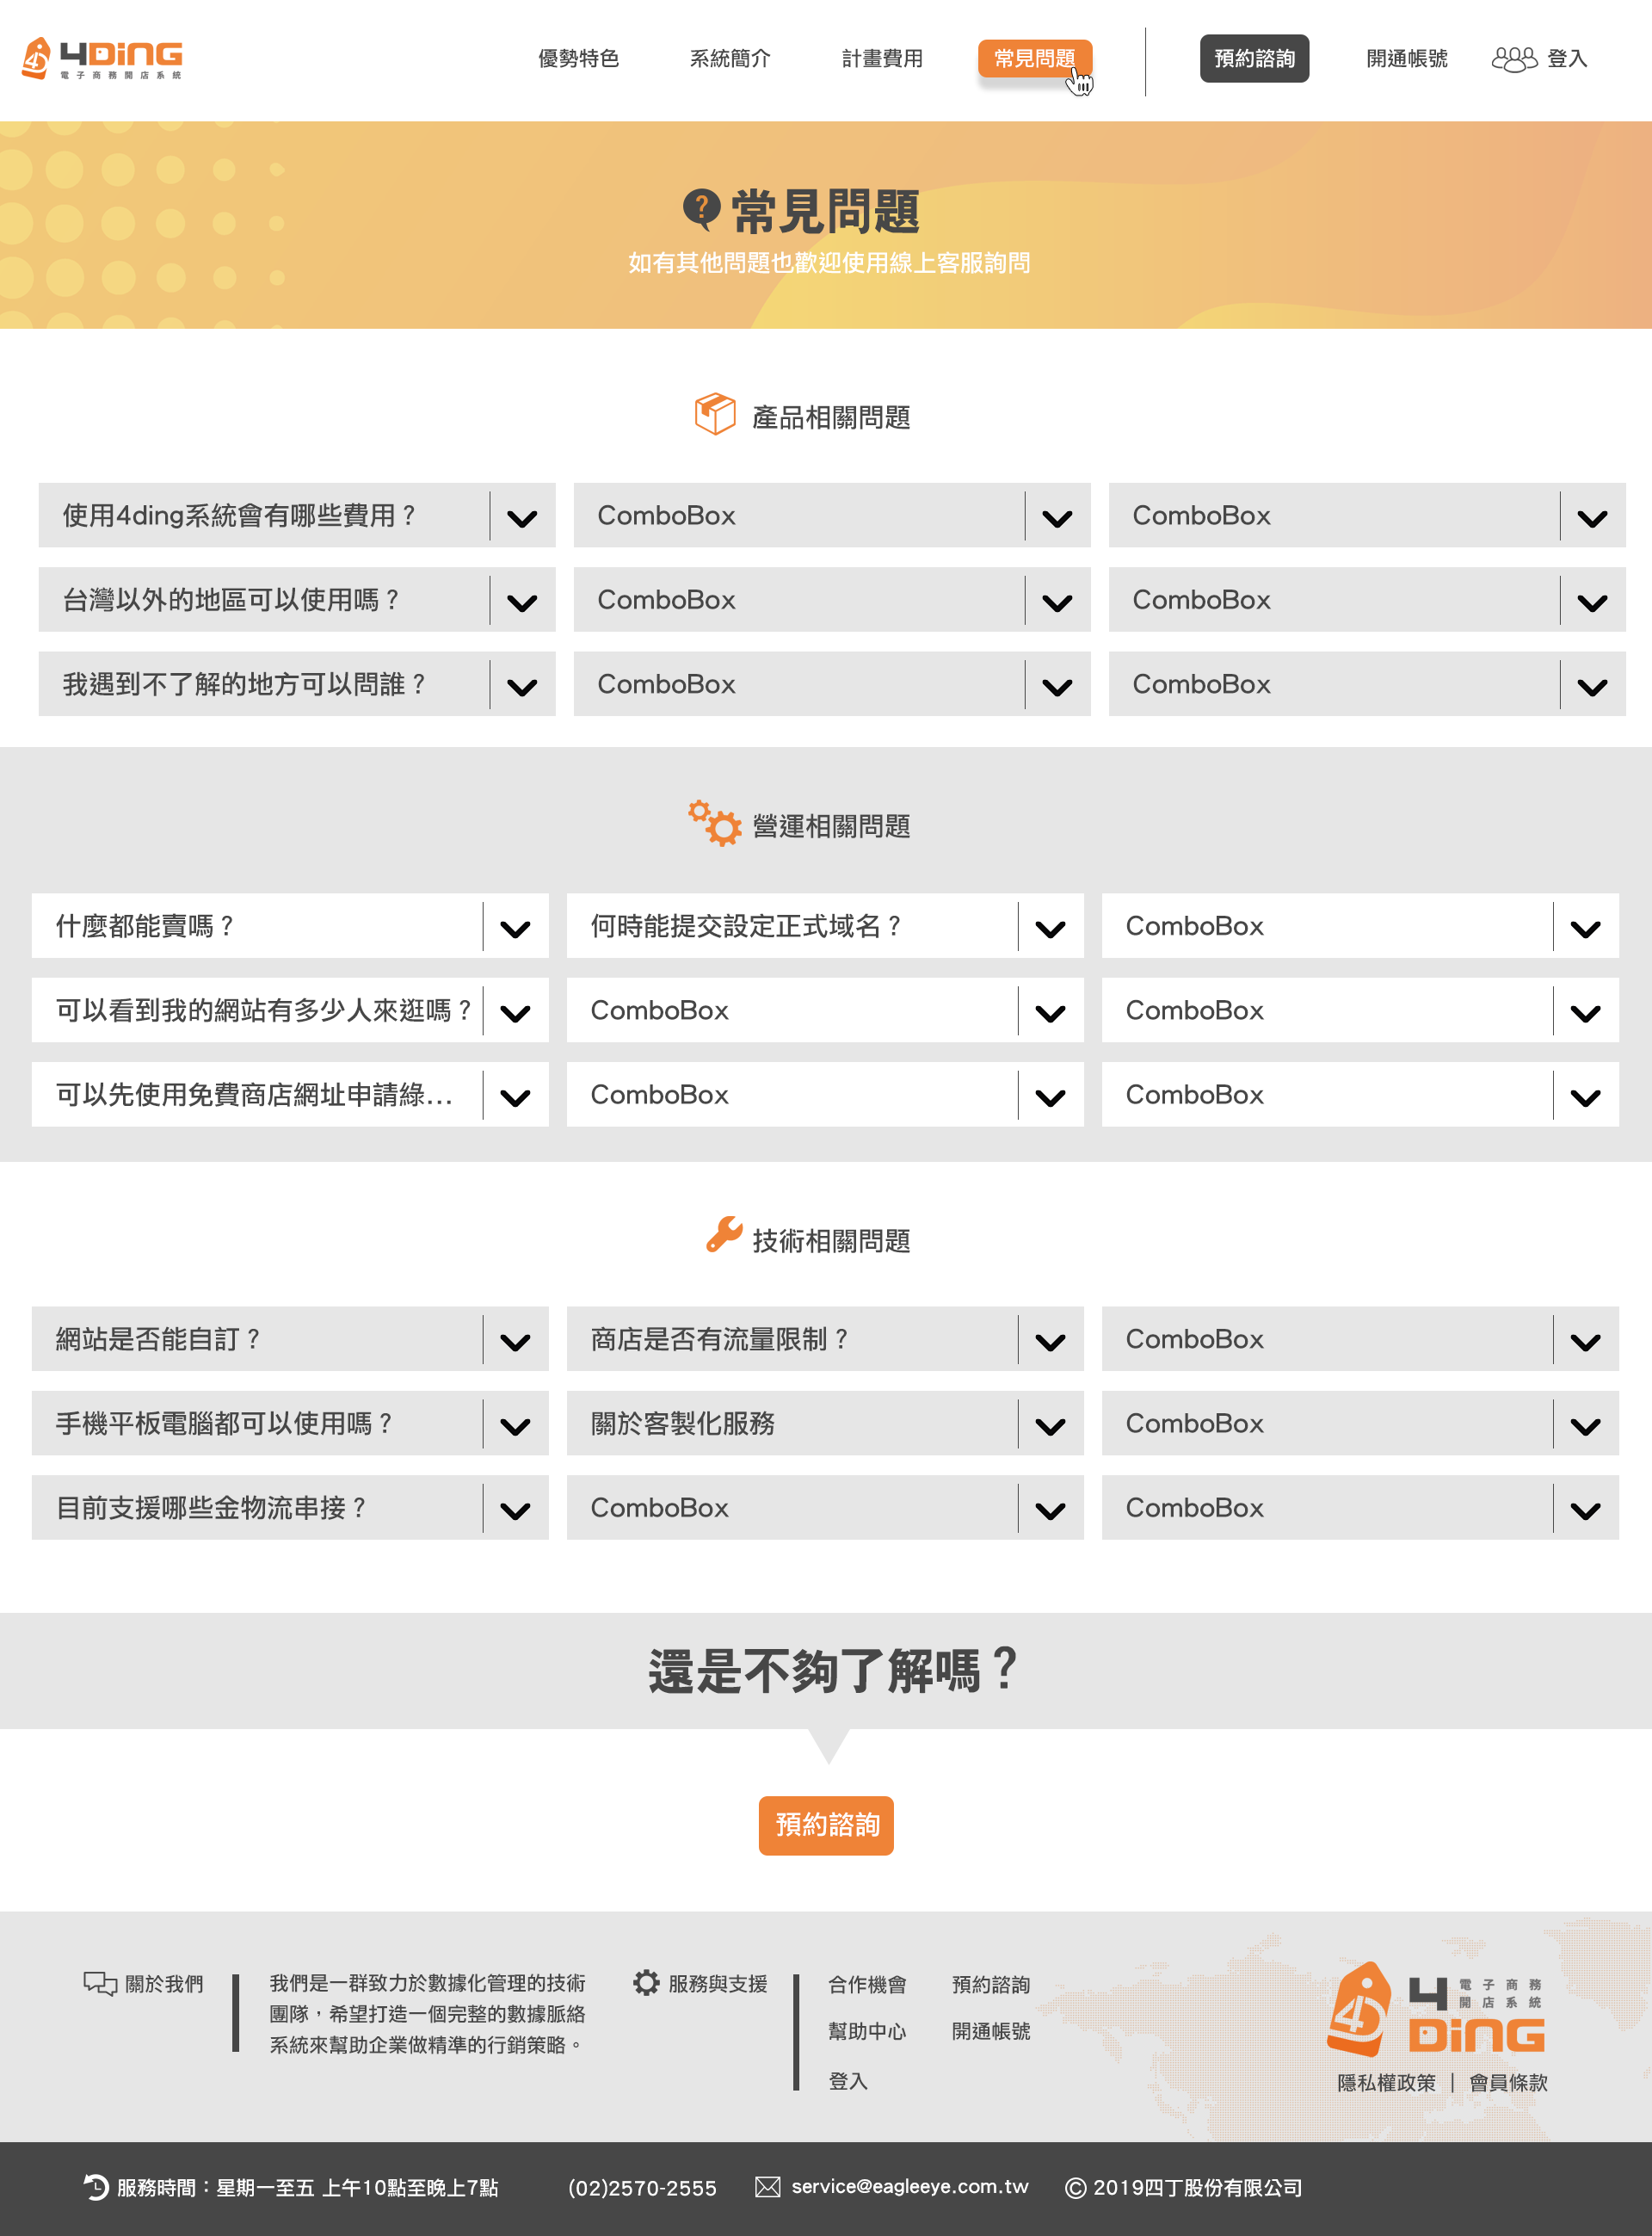 4DiNG
電子商務開店系統
優勢特色
系統簡介
計畫費用
常見問題
預約諮詢
開通帳號
登入
常見問題
如有其他問題也歡迎使用線上客服詢問
產品相關問題
使用4ding系統會有哪些費用？
ComboBox
ComboBox
台灣以外的地區可以使用嗎？
ComboBox
ComboBox
我遇到不了解的地方可以問誰？
ComboBox
ComboBox
營運相關問題
什麼都能賣嗎？
何時能提交設定正式域名？
ComboBox
可以看到我的網站有多少人來逛嗎？
ComboBox
ComboBox
可以先使用免費商店網址申請綠...
ComboBox
ComboBox
技術相關問題
網站是否能自訂？
商店是否有流量限制？
ComboBox
手機平板電腦都可以使用嗎？
關於客製化服務
ComboBox
目前支援哪些金物流串接？
ComboBox
ComboBox
還是不夠了解嗎？
預約諮詢
關於我們
我們是一群致力於數據化管理的技術
團隊，希望打造一個完整的數據脈絡
系統來幫助企業做精準的行銷策略。
服務與支援
合作機會
預約諮詢
幫助中心
開通帳號
登入
4
電子商務
開店系統
DiNG
隱私權政策 | 會員條款
服務時間：星期一至五 上午10點至晚上7點
(02)2570-2555
service@eagleeye.com.tw
© 2019四丁股份有限公司